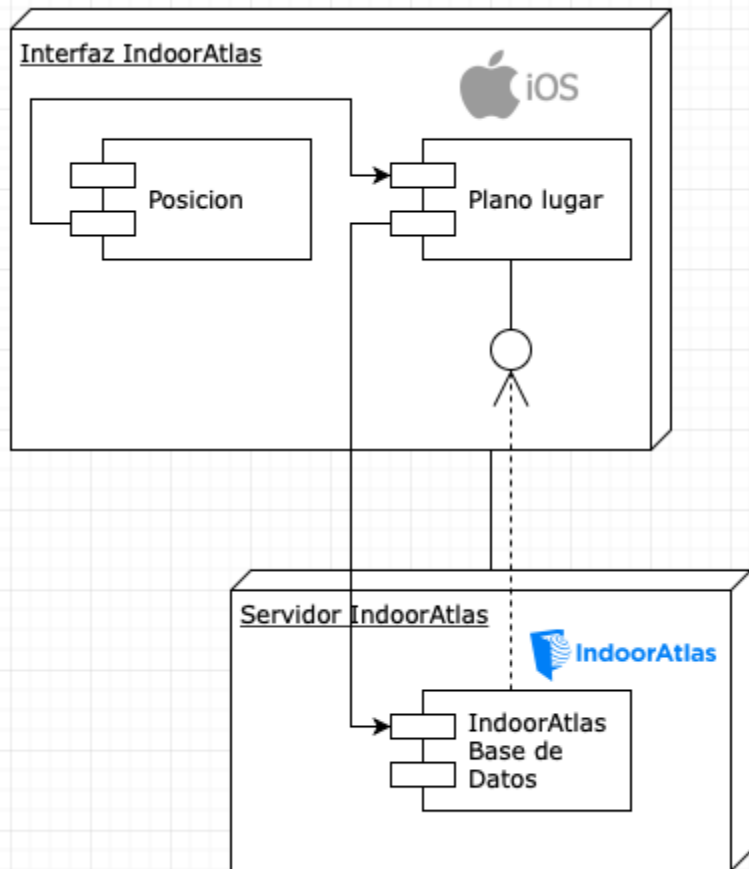 Interfaz IndoorAtlas
iOS
Posicion
Plano lugar
Servidor IndoorAtlas
IndoorAtlas
IndoorAtlas
Base de
Datos